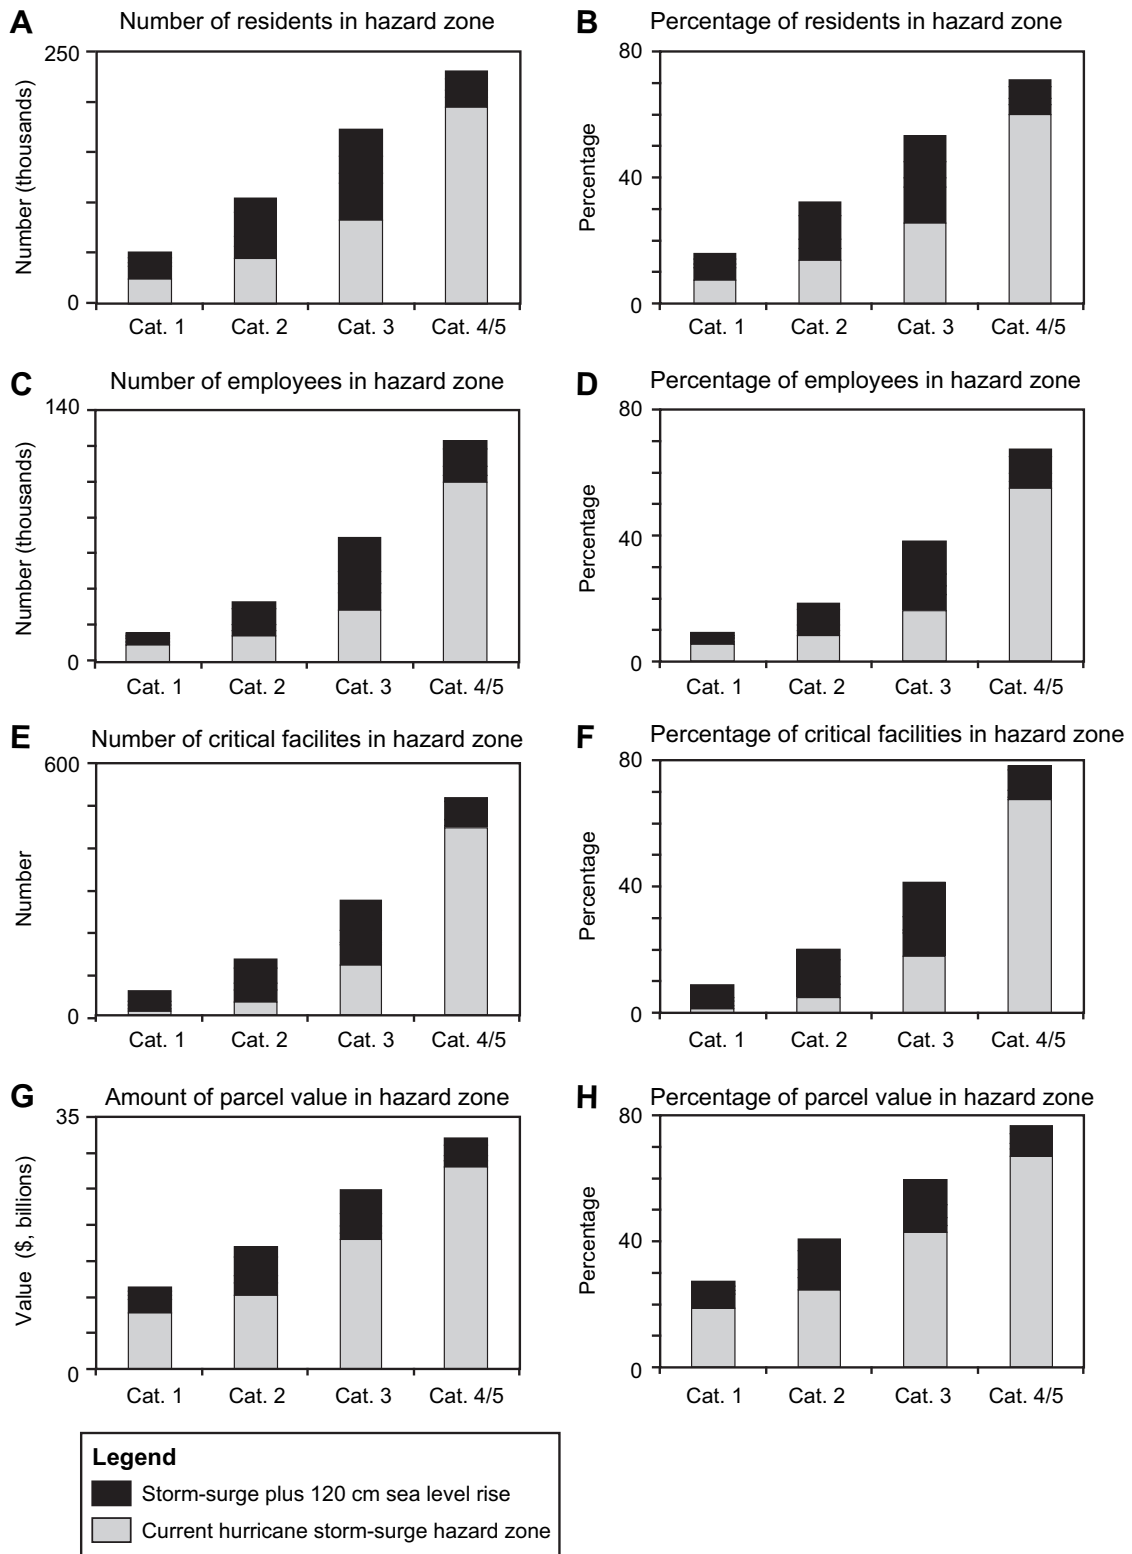 A Number of residents in hazard zone
250
Number (thousands)
0
Cat. 1 Cat. 2 Cat. 3 Cat. 4/5
B Percentage of residents in hazard zone
80
40
Percentage
0
Cat. 1 Cat. 2 Cat. 3 Cat. 4/5
C Number of employees in hazard zone
140
Number (thousands)
0
Cat. 1 Cat. 2 Cat. 3 Cat. 4/5
D Percentage of employees in hazard zone
80
40
Percentage
0
Cat. 1 Cat. 2 Cat. 3 Cat. 4/5
E Number of critical facilites in hazard zone
600
Number
0
Cat. 1 Cat. 2 Cat. 3 Cat. 4/5
F Percentage of critical facilities in hazard zone
80
40
Percentage
0
Cat. 1 Cat. 2 Cat. 3 Cat. 4/5
G Amount of parcel value in hazard zone
35
Value ($, billions)
0
Cat. 1 Cat. 2 Cat. 3 Cat. 4/5
H Percentage of parcel value in hazard zone
80
40
Percentage
0
Cat. 1 Cat. 2 Cat. 3 Cat. 4/5
Legend
Storm-surge plus 120 cm sea level rise
Current hurricane storm-surge hazard zone